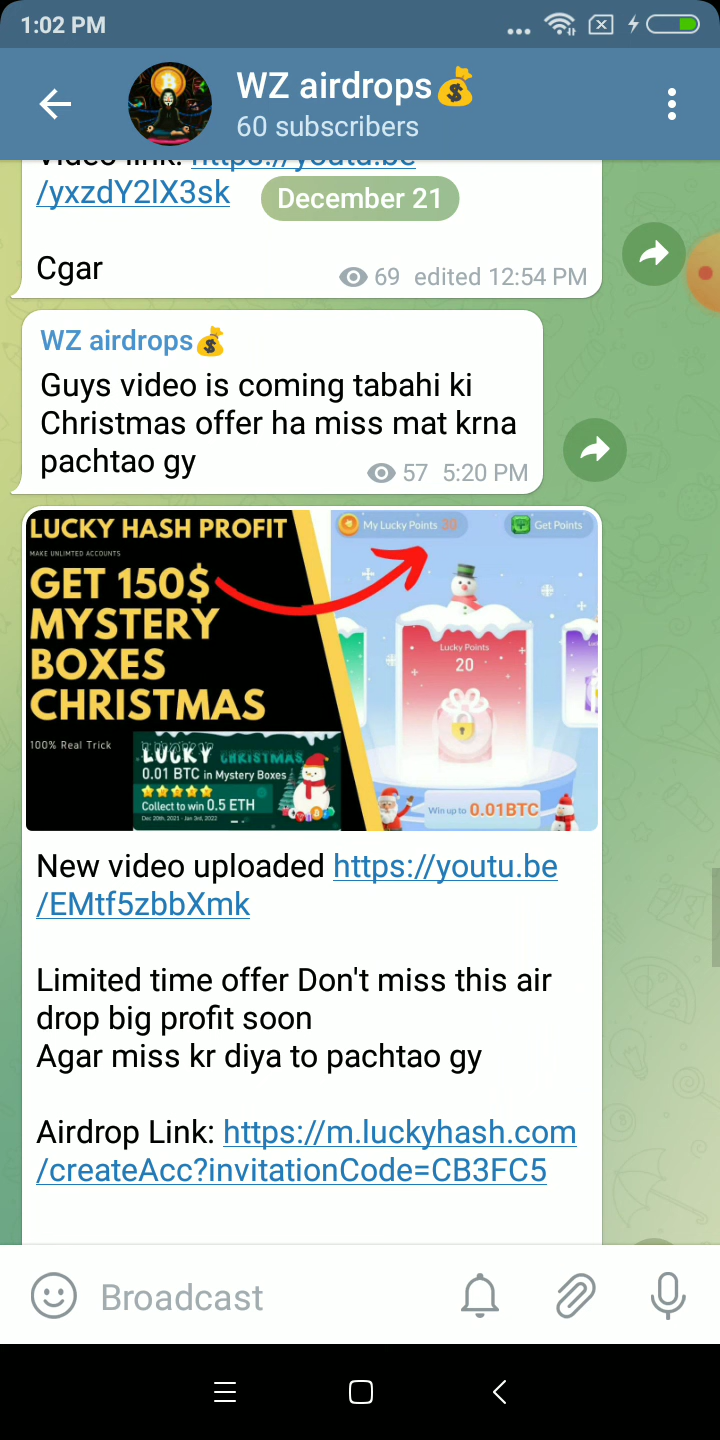 1:02 PM
WZ airdrops💰
60 subscribers
Video link: https://youtu.be
/yxzdY2lX3sk
December 21
Cgar
69 edited 12:54 PM
WZ airdrops💰
Guys video is coming tabahi ki
Christmas offer ha miss mat krna
pachtao gy
57 5:20 PM
LUCKY HASH PROFIT
MAKE UNLIMTED ACCOUNTS
GET 150$
MYSTERY
BOXES
CHRISTMAS
100% Real Trick
LUCKY CHRISTMAS
0.01 BTC in Mystery Boxes
Collect to win 0.5 ETH
Dec 20th, 2021 - Jan 3rd, 2022
My Lucky Points 30
Get Points
Lucky Points
20
Win up to 0.01BTC
New video uploaded https://youtu.be
/EMtf5zbbXmk
Limited time offer Don't miss this air
drop big profit soon
Agar miss kr diya to pachtao gy
Airdrop Link: https://m.luckyhash.com
/createAcc?invitationCode=CB3FC5
Broadcast